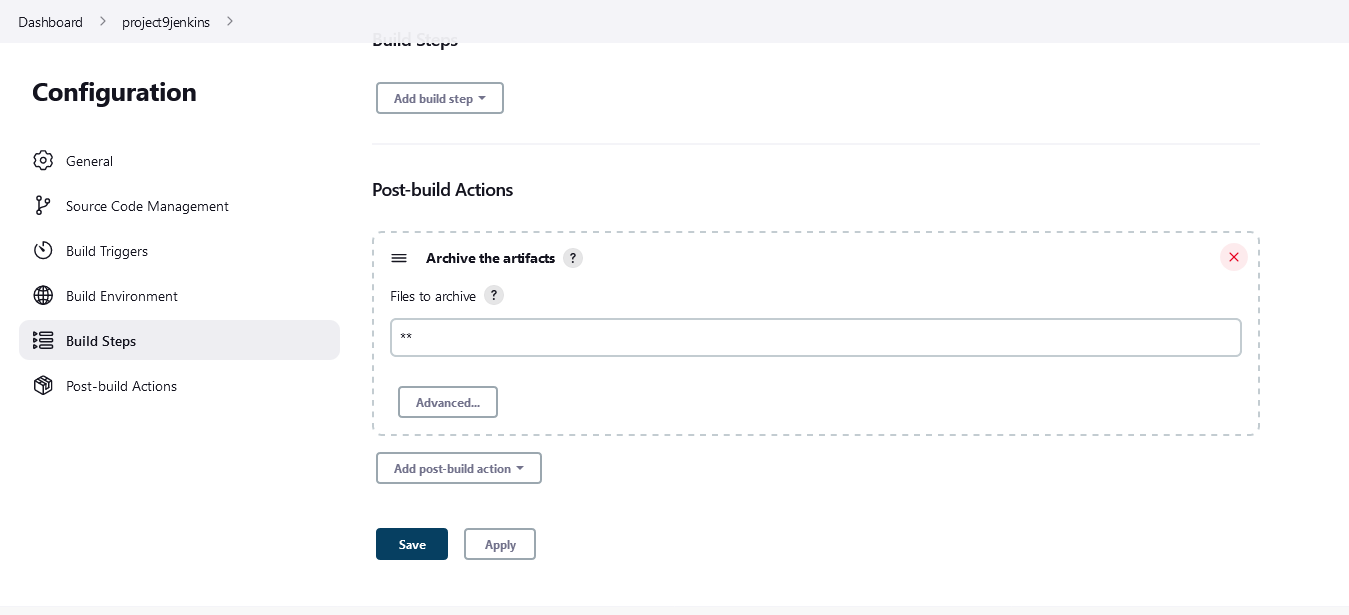 Dashboard > project9jenkins >
Build Steps
Configuration
Add build step
General
Post-build Actions
Source Code Management
Build Triggers
Archive the artifacts ?
Build Environment
Files to archive ?
Build Steps
**
Post-build Actions
Advanced...
Add post-build action
Save
Apply